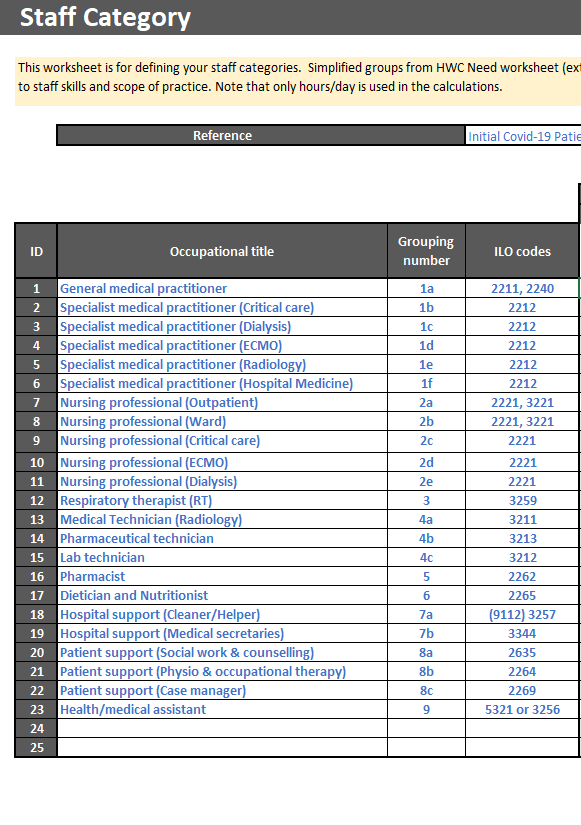 Staff Category
This worksheet is for defining your staff categories. Simplified groups from HWC Need worksheet (ext
to staff skills and scope of practice. Note that only hours/day is used in the calculations.
Reference Initial Covid-19 Patie
ID Occupational title Grouping number ILO codes
1 General medical practitioner 1a 2211, 2240
2 Specialist medical practitioner (Critical care) 1b 2212
3 Specialist medical practitioner (Dialysis) 1c 2212
4 Specialist medical practitioner (ECMO) 1d 2212
5 Specialist medical practitioner (Radiology) 1e 2212
6 Specialist medical practitioner (Hospital Medicine) 1f 2212
7 Nursing professional (Outpatient) 2a 2221, 3221
8 Nursing professional (Ward) 2b 2221, 3221
9 Nursing professional (Critical care) 2c 2221
10 Nursing professional (ECMO) 2d 2221
11 Nursing professional (Dialysis) 2e 2221
12 Respiratory therapist (RT) 3 3259
13 Medical Technician (Radiology) 4a 3211
14 Pharmaceutical technician 4b 3213
15 Lab technician 4c 3212
16 Pharmacist 5 2262
17 Dietician and Nutritionist 6 2265
18 Hospital support (Cleaner/Helper) 7a (9112) 3257
19 Hospital support (Medical secretaries) 7b 3344
20 Patient support (Social work & counselling) 8a 2635
21 Patient support (Physio & occupational therapy) 8b 2264
22 Patient support (Case manager) 8c 2269
23 Health/medical assistant 9 5321 or 3256
24
25